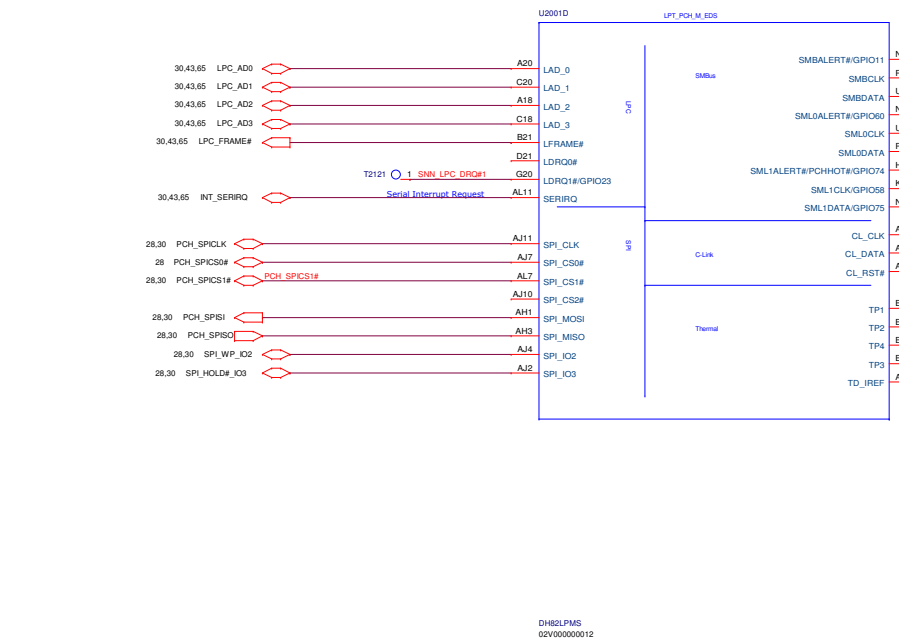 U2001D
LPT_PCH_M_EDS
30,43,65 LPC_AD0 A20 LAD_0
30,43,65 LPC_AD1 C20 LAD_1
30,43,65 LPC_AD2 A18 LAD_2
30,43,65 LPC_AD3 C18 LAD_3
30,43,65 LPC_FRAME# B21 LFRAME#
D21 LDRQ0#
T2121 1 SNN_LPC_DRQ#1 G20 LDRQ1#/GPIO23
Serial Interrupt Request
30,43,65 INT_SERIRQ AL11 SERIRQ
28,30 PCH_SPICLK AJ11 SPI_CLK
28 PCH_SPICS0# AJ7 SPI_CS0#
28,30 PCH_SPICS1# PCH_SPICS1# AL7 SPI_CS1#
AJ10 SPI_CS2#
28,30 PCH_SPISI AH1 SPI_MOSI
28,30 PCH_SPISO AH3 SPI_MISO
28,30 SPI_WP_IO2 AJ4 SPI_IO2
28,30 SPI_HOLD#_IO3 AJ2 SPI_IO3
LPC
SPI
SMBus
C-Link
Thermal
SMBALERT#/GPIO11
SMBCLK
SMBDATA
SML0ALERT#/GPIO60
SML0CLK
SML0DATA
SML1ALERT#/PCHHOT#/GPIO74
SML1CLK/GPIO58
SML1DATA/GPIO75
CL_CLK
CL_DATA
CL_RST#
TP1
TP2
TP4
TP3
TD_IREF
DH82LPMS
02V000000012